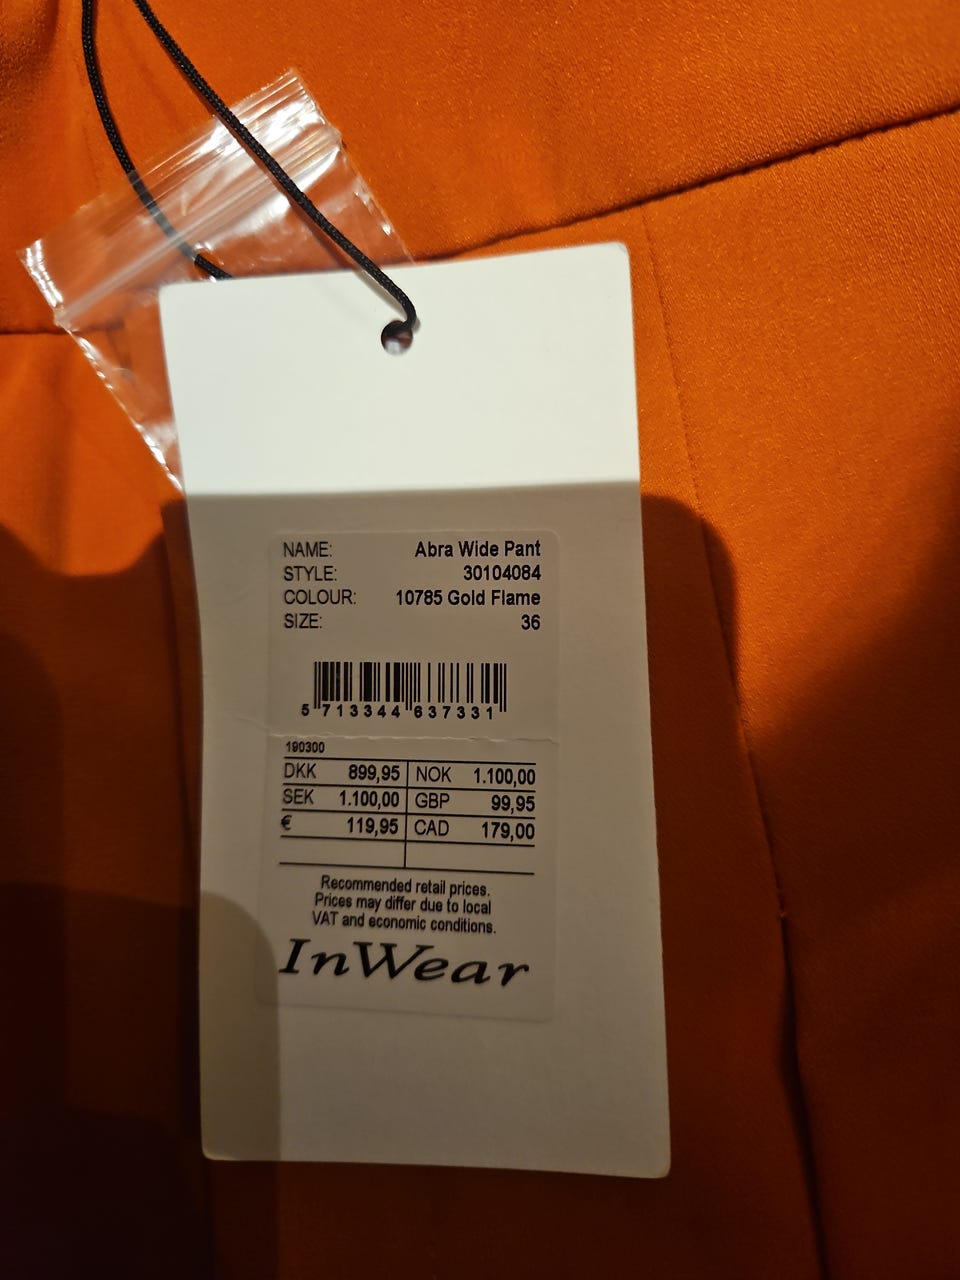 NAME: Abra Wide Pant
STYLE: 30104084
COLOUR: 10785 Gold Flame
SIZE: 36
5 713344 637331
190300
DKK 899,95 NOK 1.100,00
SEK 1.100,00 GBP 99,95
€ 119,95 CAD 179,00
Recommended retail prices.
Prices may differ due to local
VAT and economic conditions.
InWear